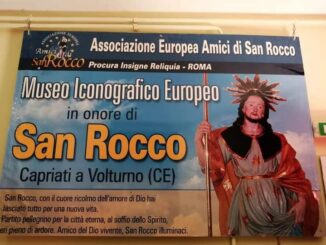 ASSOCIAZIONE EUROPEA
Amici di
San Rocco
Associazione Europea Amici di San Rocco
Procura Insigne Reliquia - ROMA
Museo Iconografico Europeo
in onore di
San Rocco
Capriati a Volturno (CE)
San Rocco, con il cuore ricolmo dell'amore di Dio hai
lasciato tutto per una nuova vita.
Partito pellegrino per la città eterna, al soffio dello Spirito,
eri pieno di ardore. Amico del Dio vivente, San Rocco illuminaci.